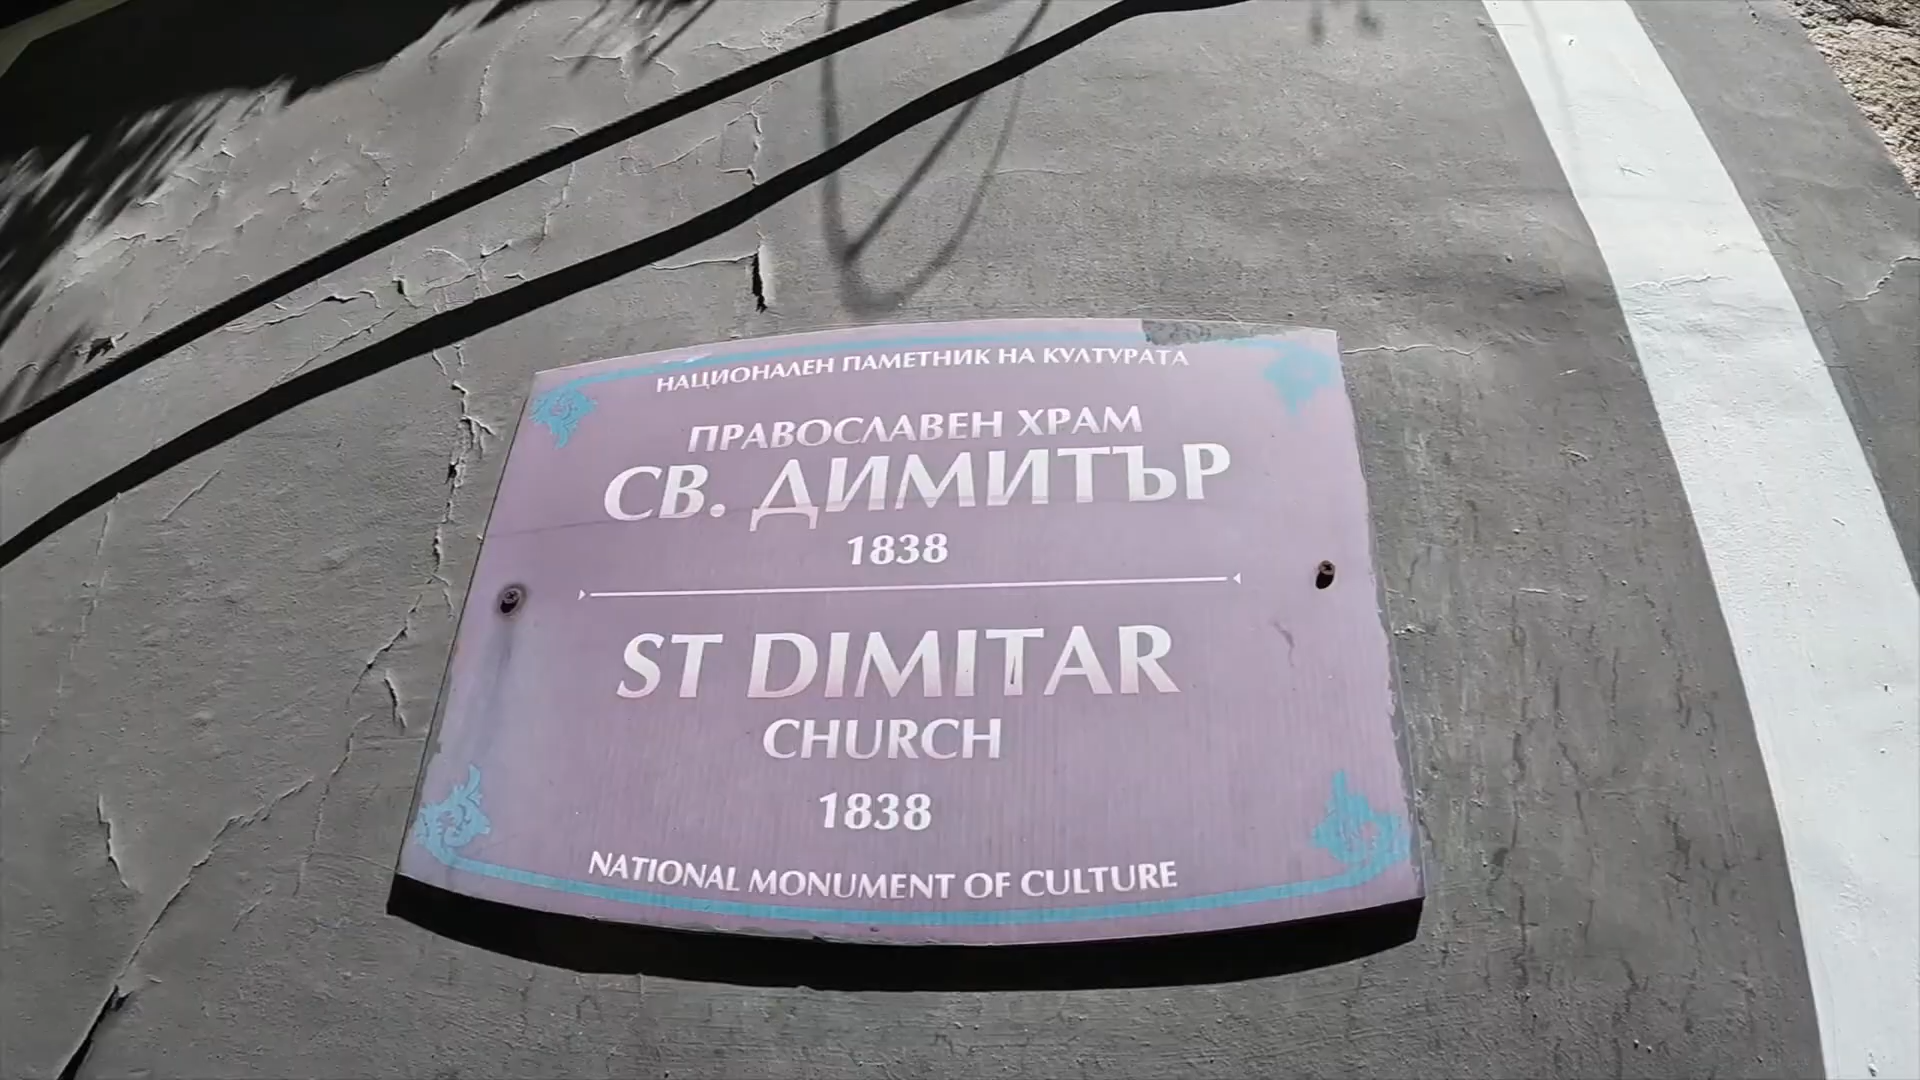 НАЦИОНАЛЕН ПАМЕТНИК НА КУЛТУРАТА
ПРАВОСЛАВЕН ХРАМ
СВ. ДИМИТЪР
1838
ST DIMITAR
CHURCH
1838
NATIONAL MONUMENT OF CULTURE